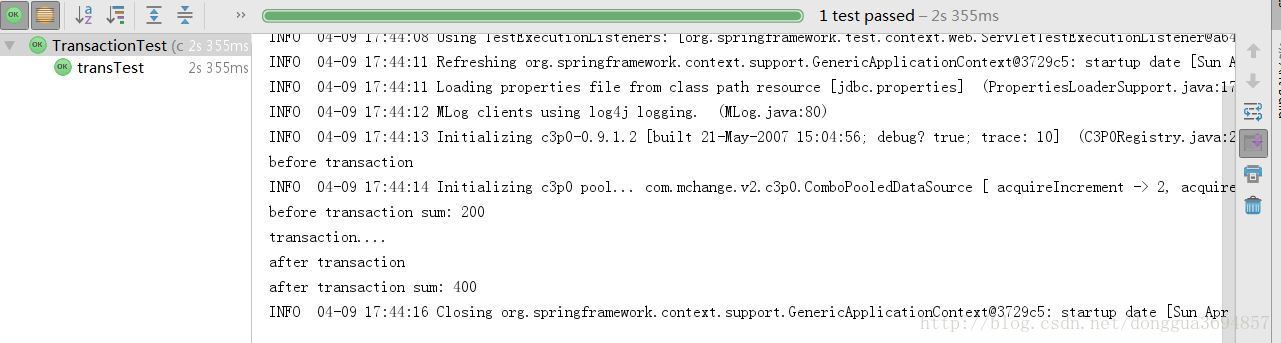 OK
a
z
»
1 test passed – 2s 355ms
OK TransactionTest (c 2s 355ms
OK transTest 2s 355ms
INFO 04-09 17:44:08 Using TestExecutionListeners: [org.springframework.test.context.web.ServletTestExecutionListener@a64
INFO 04-09 17:44:11 Refreshing org.springframework.context.support.GenericApplicationContext@3729c5: startup date [Sun A
INFO 04-09 17:44:11 Loading properties file from class path resource [jdbc.properties] (PropertiesLoaderSupport.java:17
INFO 04-09 17:44:12 MLog clients using log4j logging. (MLog.java:80)
INFO 04-09 17:44:13 Initializing c3p0-0.9.1.2 [built 21-May-2007 15:04:56; debug? true; trace: 10] (C3P0Registry.java:2
before transaction
INFO 04-09 17:44:14 Initializing c3p0 pool... com.mchange.v2.c3p0.ComboPooledDataSource [ acquireIncrement -> 2, acquire
before transaction sum: 200
transaction....
after transaction
after transaction sum: 400
INFO 04-09 17:44:16 Closing org.springframework.context.support.GenericApplicationContext@3729c5: startup date [Sun Apr
http://blog.csdn.net/donggua3694857